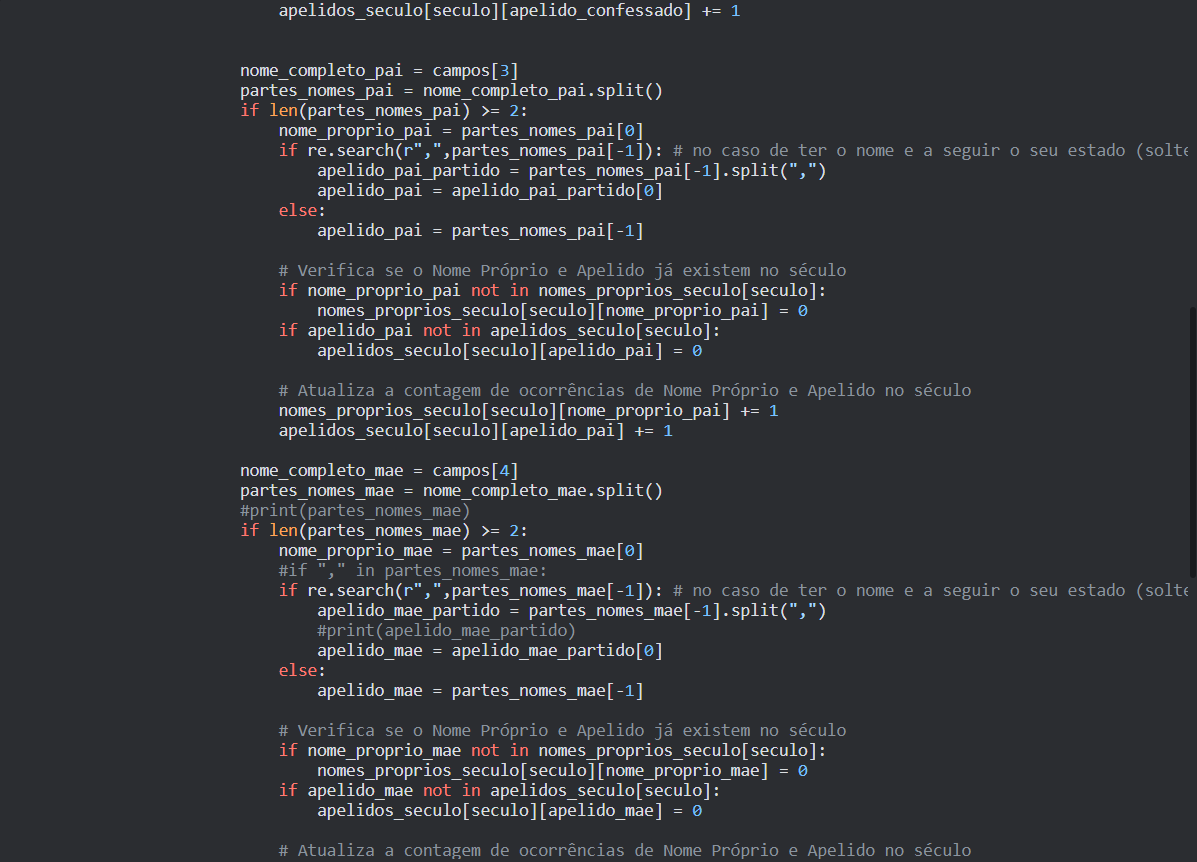 apelidos_seculo[seculo][apelido_confessado] += 1
nome_completo_pai = campos[3]
partes_nomes_pai = nome_completo_pai.split()
if len(partes_nomes_pai) >= 2:
nome_proprio_pai = partes_nomes_pai[0]
if re.search(r",",partes_nomes_pai[-1]): # no caso de ter o nome e a seguir o seu estado (solte
apelido_pai_partido = partes_nomes_pai[-1].split(",")
apelido_pai = apelido_pai_partido[0]
else:
apelido_pai = partes_nomes_pai[-1]
# Verifica se o Nome Próprio e Apelido já existem no século
if nome_proprio_pai not in nomes_proprios_seculo[seculo]:
nomes_proprios_seculo[seculo][nome_proprio_pai] = 0
if apelido_pai not in apelidos_seculo[seculo]:
apelidos_seculo[seculo][apelido_pai] = 0
# Atualiza a contagem de ocorrências de Nome Próprio e Apelido no século
nomes_proprios_seculo[seculo][nome_proprio_pai] += 1
apelidos_seculo[seculo][apelido_pai] += 1
nome_completo_mae = campos[4]
partes_nomes_mae = nome_completo_mae.split()
#print(partes_nomes_mae)
if len(partes_nomes_mae) >= 2:
nome_proprio_mae = partes_nomes_mae[0]
#if "," in partes_nomes_mae:
if re.search(r",",partes_nomes_mae[-1]): # no caso de ter o nome e a seguir o seu estado (solte
apelido_mae_partido = partes_nomes_mae[-1].split(",")
#print(apelido_mae_partido)
apelido_mae = apelido_mae_partido[0]
else:
apelido_mae = partes_nomes_mae[-1]
# Verifica se o Nome Próprio e Apelido já existem no século
if nome_proprio_mae not in nomes_proprios_seculo[seculo]:
nomes_proprios_seculo[seculo][nome_proprio_mae] = 0
if apelido_mae not in apelidos_seculo[seculo]:
apelidos_seculo[seculo][apelido_mae] = 0
# Atualiza a contagem de ocorrências de Nome Próprio e Apelido no século